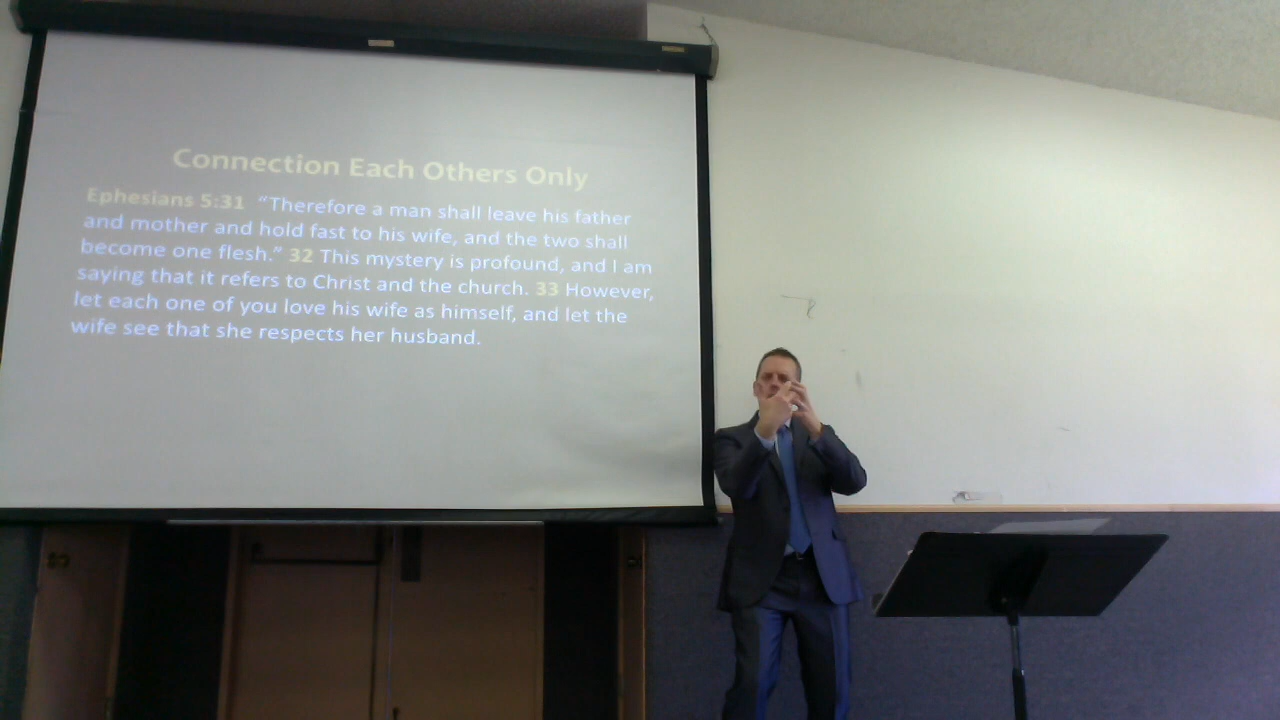 Connection Each Others Only
Ephesians 5:31 “Therefore a man shall leave his father
and mother and hold fast to his wife, and the two shall
become one flesh.” 32 This mystery is profound, and I am
saying that it refers to Christ and the church. 33 However,
let each one of you love his wife as himself, and let the
wife see that she respects her husband.